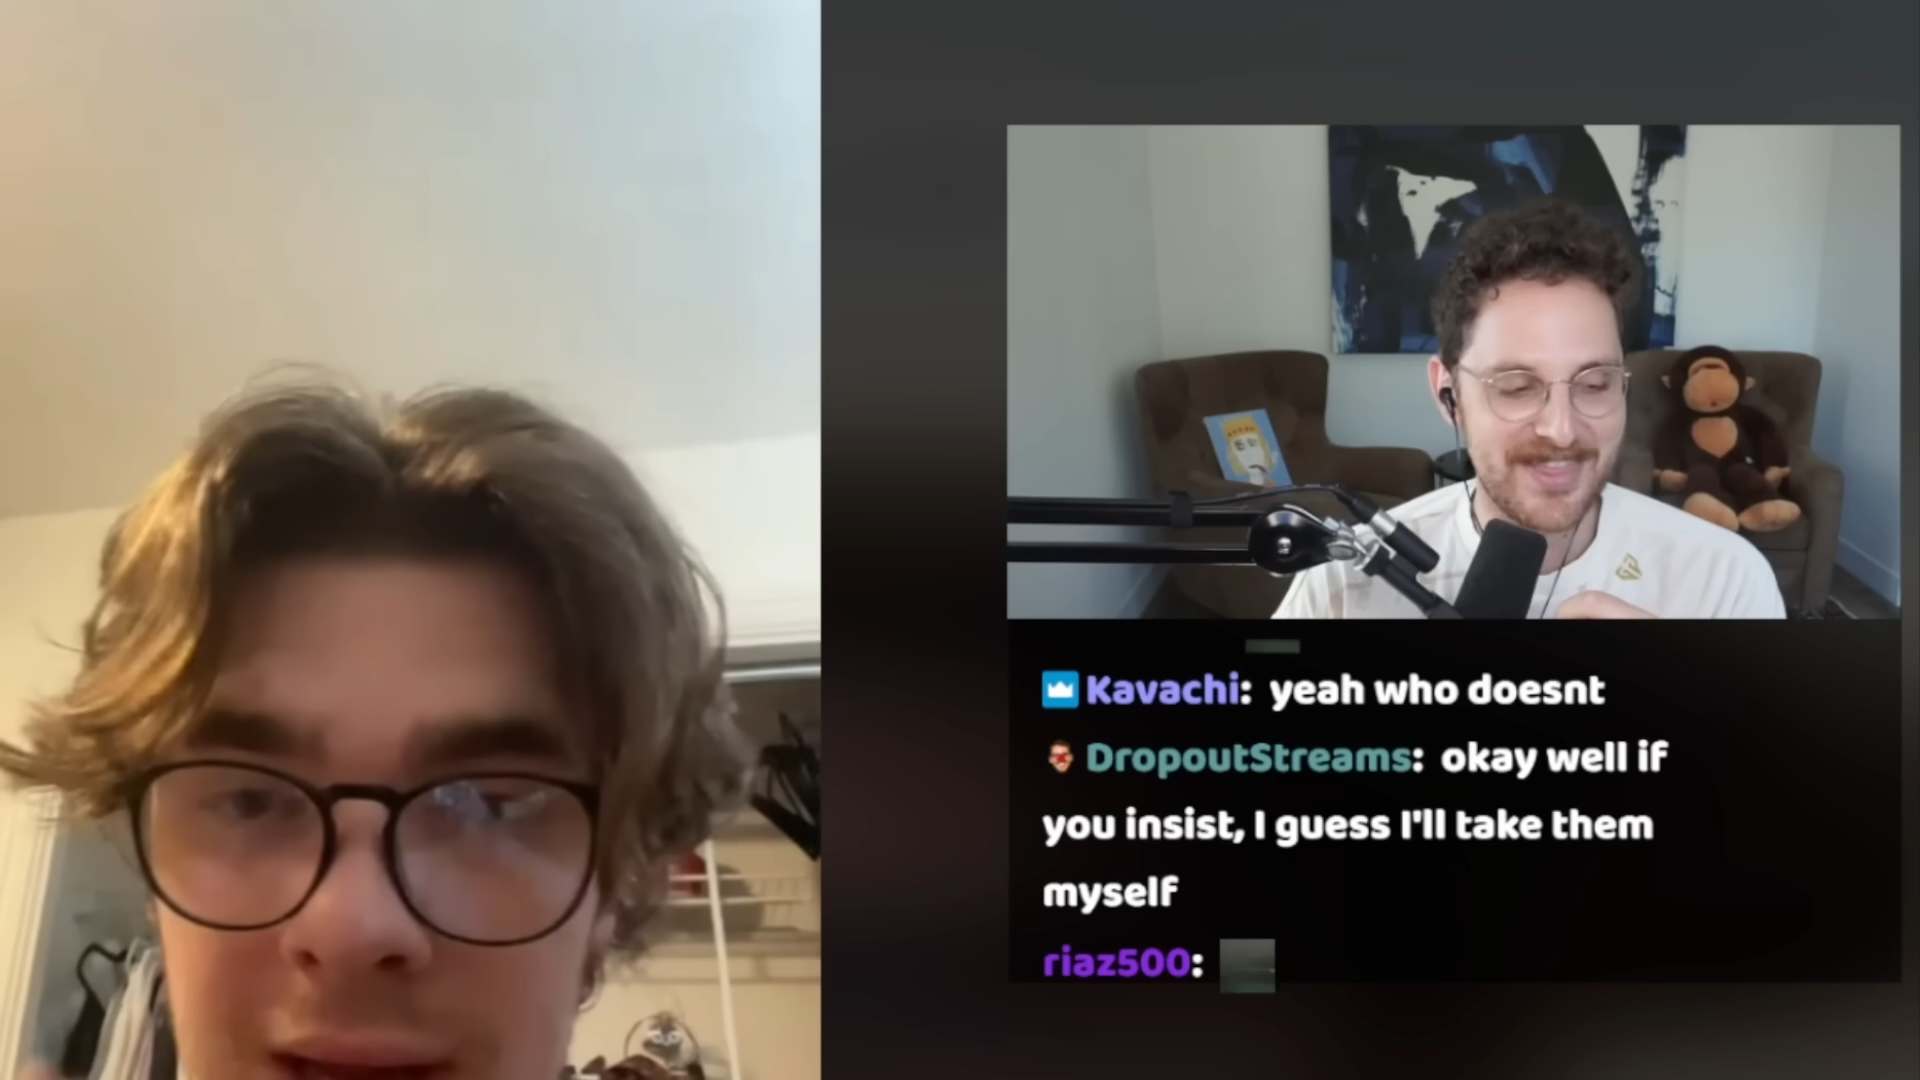 Kavachi: yeah who doesnt
DropoutStreams: okay well if
you insist, I guess I'll take them
myself
riaz500: